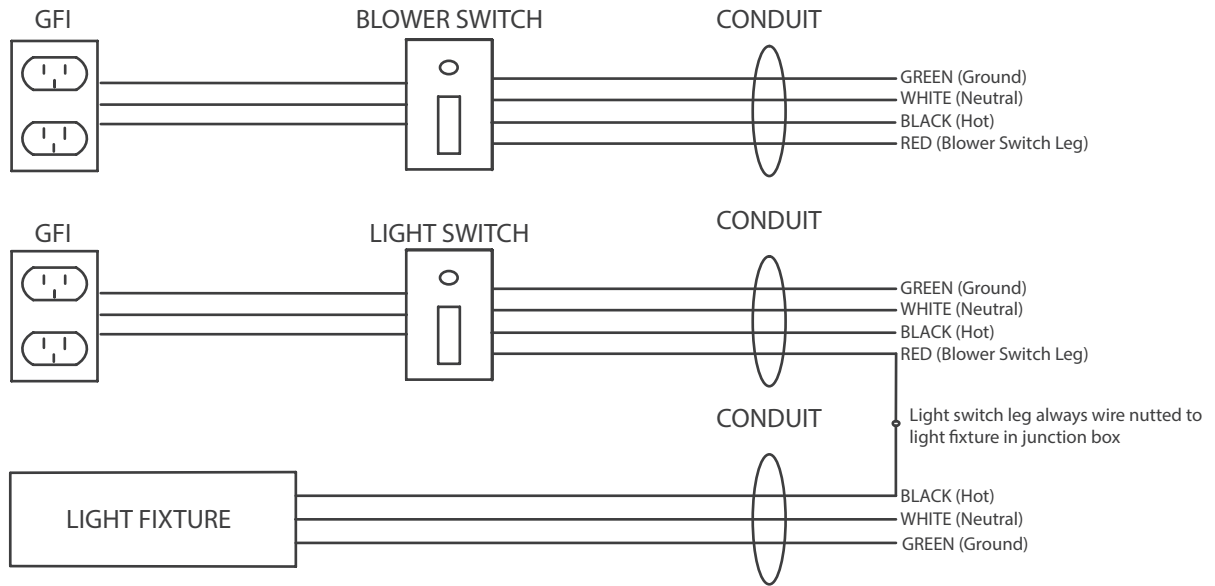 GFI
BLOWER SWITCH
CONDUIT
GREEN (Ground)
WHITE (Neutral)
BLACK (Hot)
RED (Blower Switch Leg)
GFI
LIGHT SWITCH
CONDUIT
GREEN (Ground)
WHITE (Neutral)
BLACK (Hot)
RED (Blower Switch Leg)
CONDUIT
Light switch leg always wire nutted to
light fixture in junction box
LIGHT FIXTURE
BLACK (Hot)
WHITE (Neutral)
GREEN (Ground)